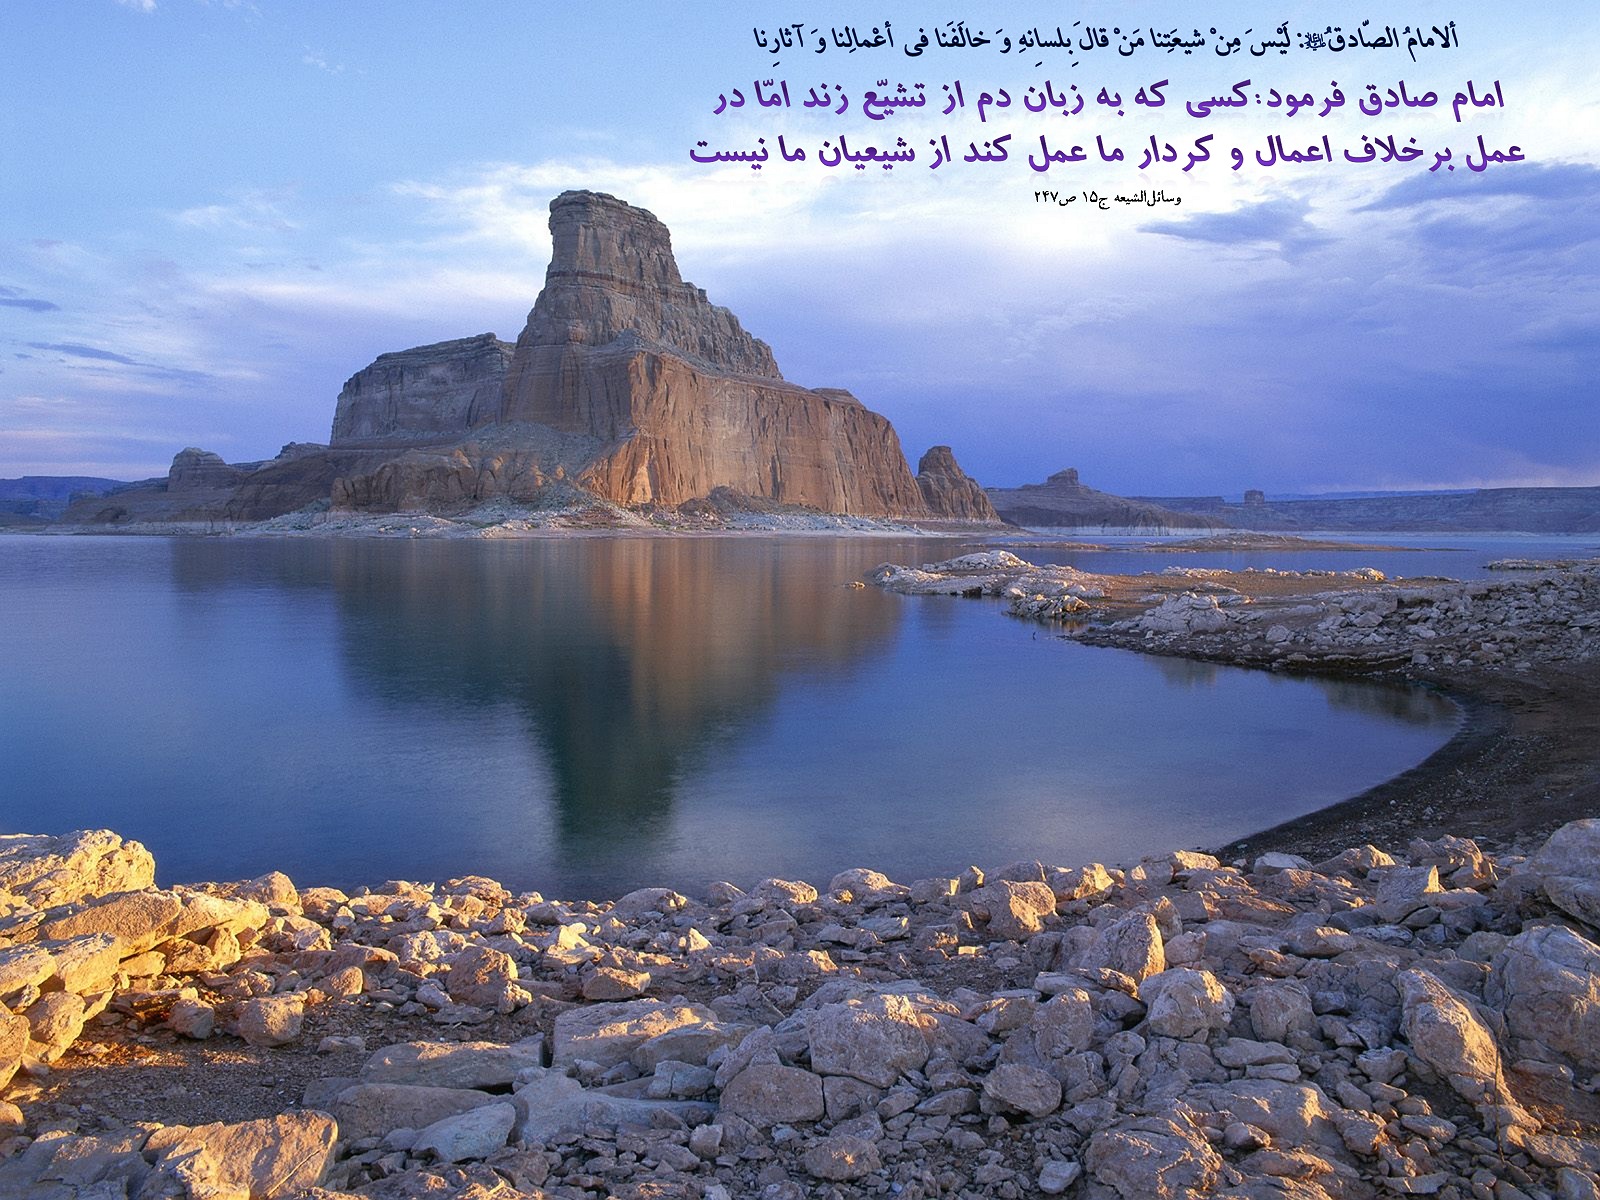 ألامامُ الصّادقُ؏: لَیْسَ مِنْ شیعَتِنا مَنْ قالَ بِلسانِهِ وَ خالَفَنا فی أعْمالِنا وَ آثارِنا
امام صادق فرمود:کسی که به زبان دم از تشیّع زند امّا در
عمل برخلاف اعمال و کردار ما عمل کند از شیعیان ما نیست
وسائل‌الشیعه ج۱۵ ص۲۴۷